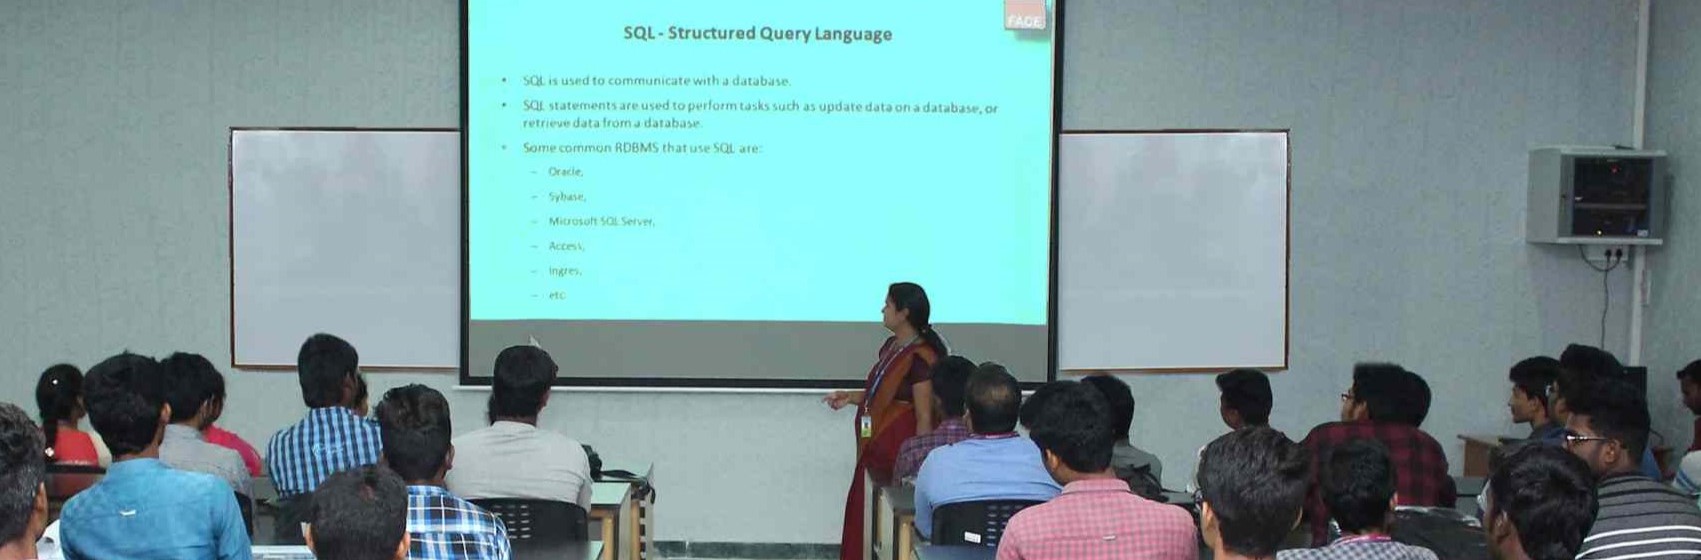 FACE
SQL - Structured Query Language
• SQL is used to communicate with a database.
• SQL statements are used to perform tasks such as update data on a database, or
retrieve data from a database.
• Some common RDBMS that use SQL are:
– Oracle,
– Sybase,
– Microsoft SQL Server,
– Access,
– Ingres,
– etc